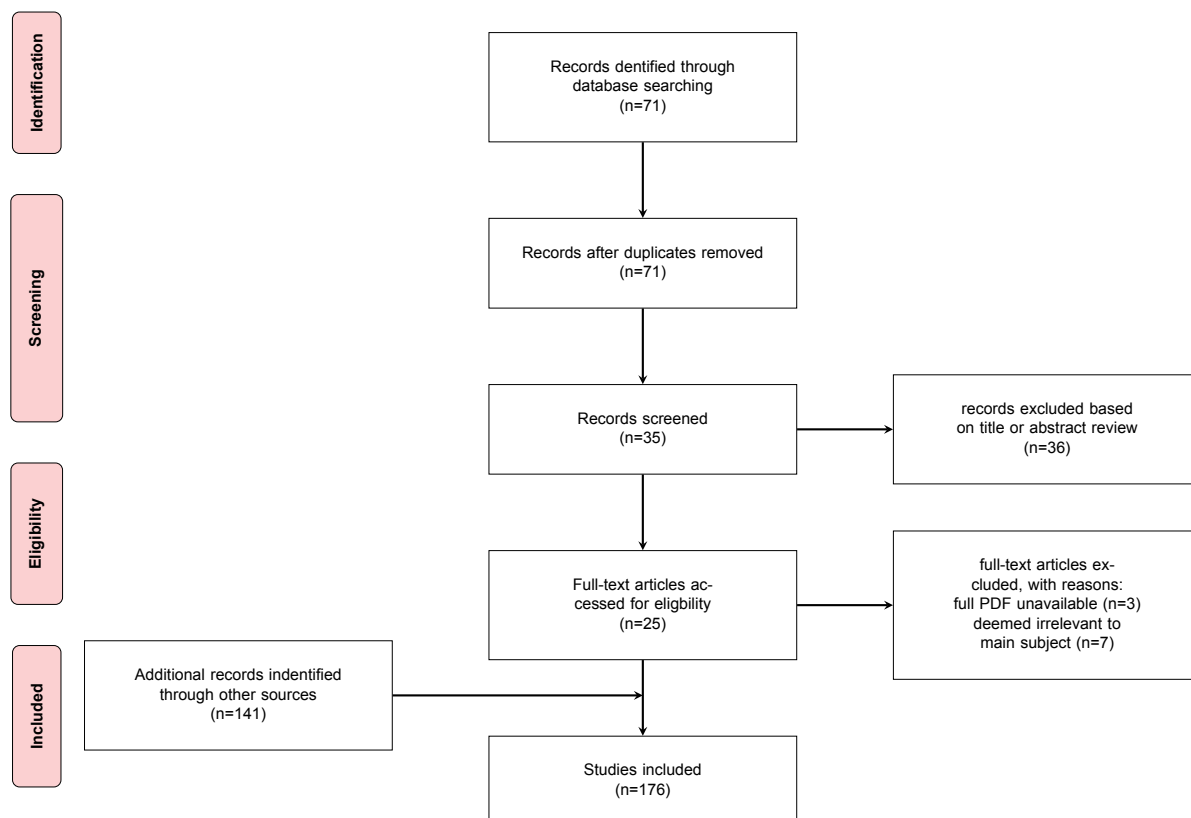 Identification
Records dentified through
database searching
(n=71)
Screening
Records after duplicates removed
(n=71)
Records screened
(n=35)
records excluded based
on title or abstract review
(n=36)
Eligibility
Full-text articles ac-
cessed for eligbility
(n=25)
full-text articles ex-
cluded, with reasons:
full PDF unavailable (n=3)
deemed irrelevant to
main subject (n=7)
Included
Additional records indentified
through other sources
(n=141)
Studies included
(n=176)